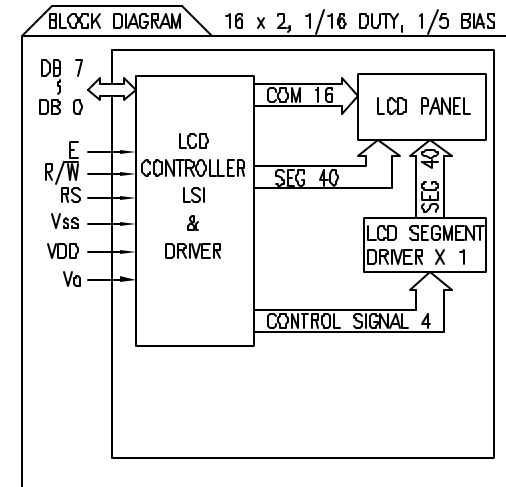 BLOCK DIAGRAM 16 x 2, 1/16 DUTY, 1/5 BIAS
DB 7
DB 0
E
R/W̅
RS
Vss
VDD
Vo
LCD
CONTROLLER
LSI
&
DRIVER
COM 16
SEG 40
LCD PANEL
SEG 40
LCD SEGMENT
DRIVER X 1
CONTROL SIGNAL 4